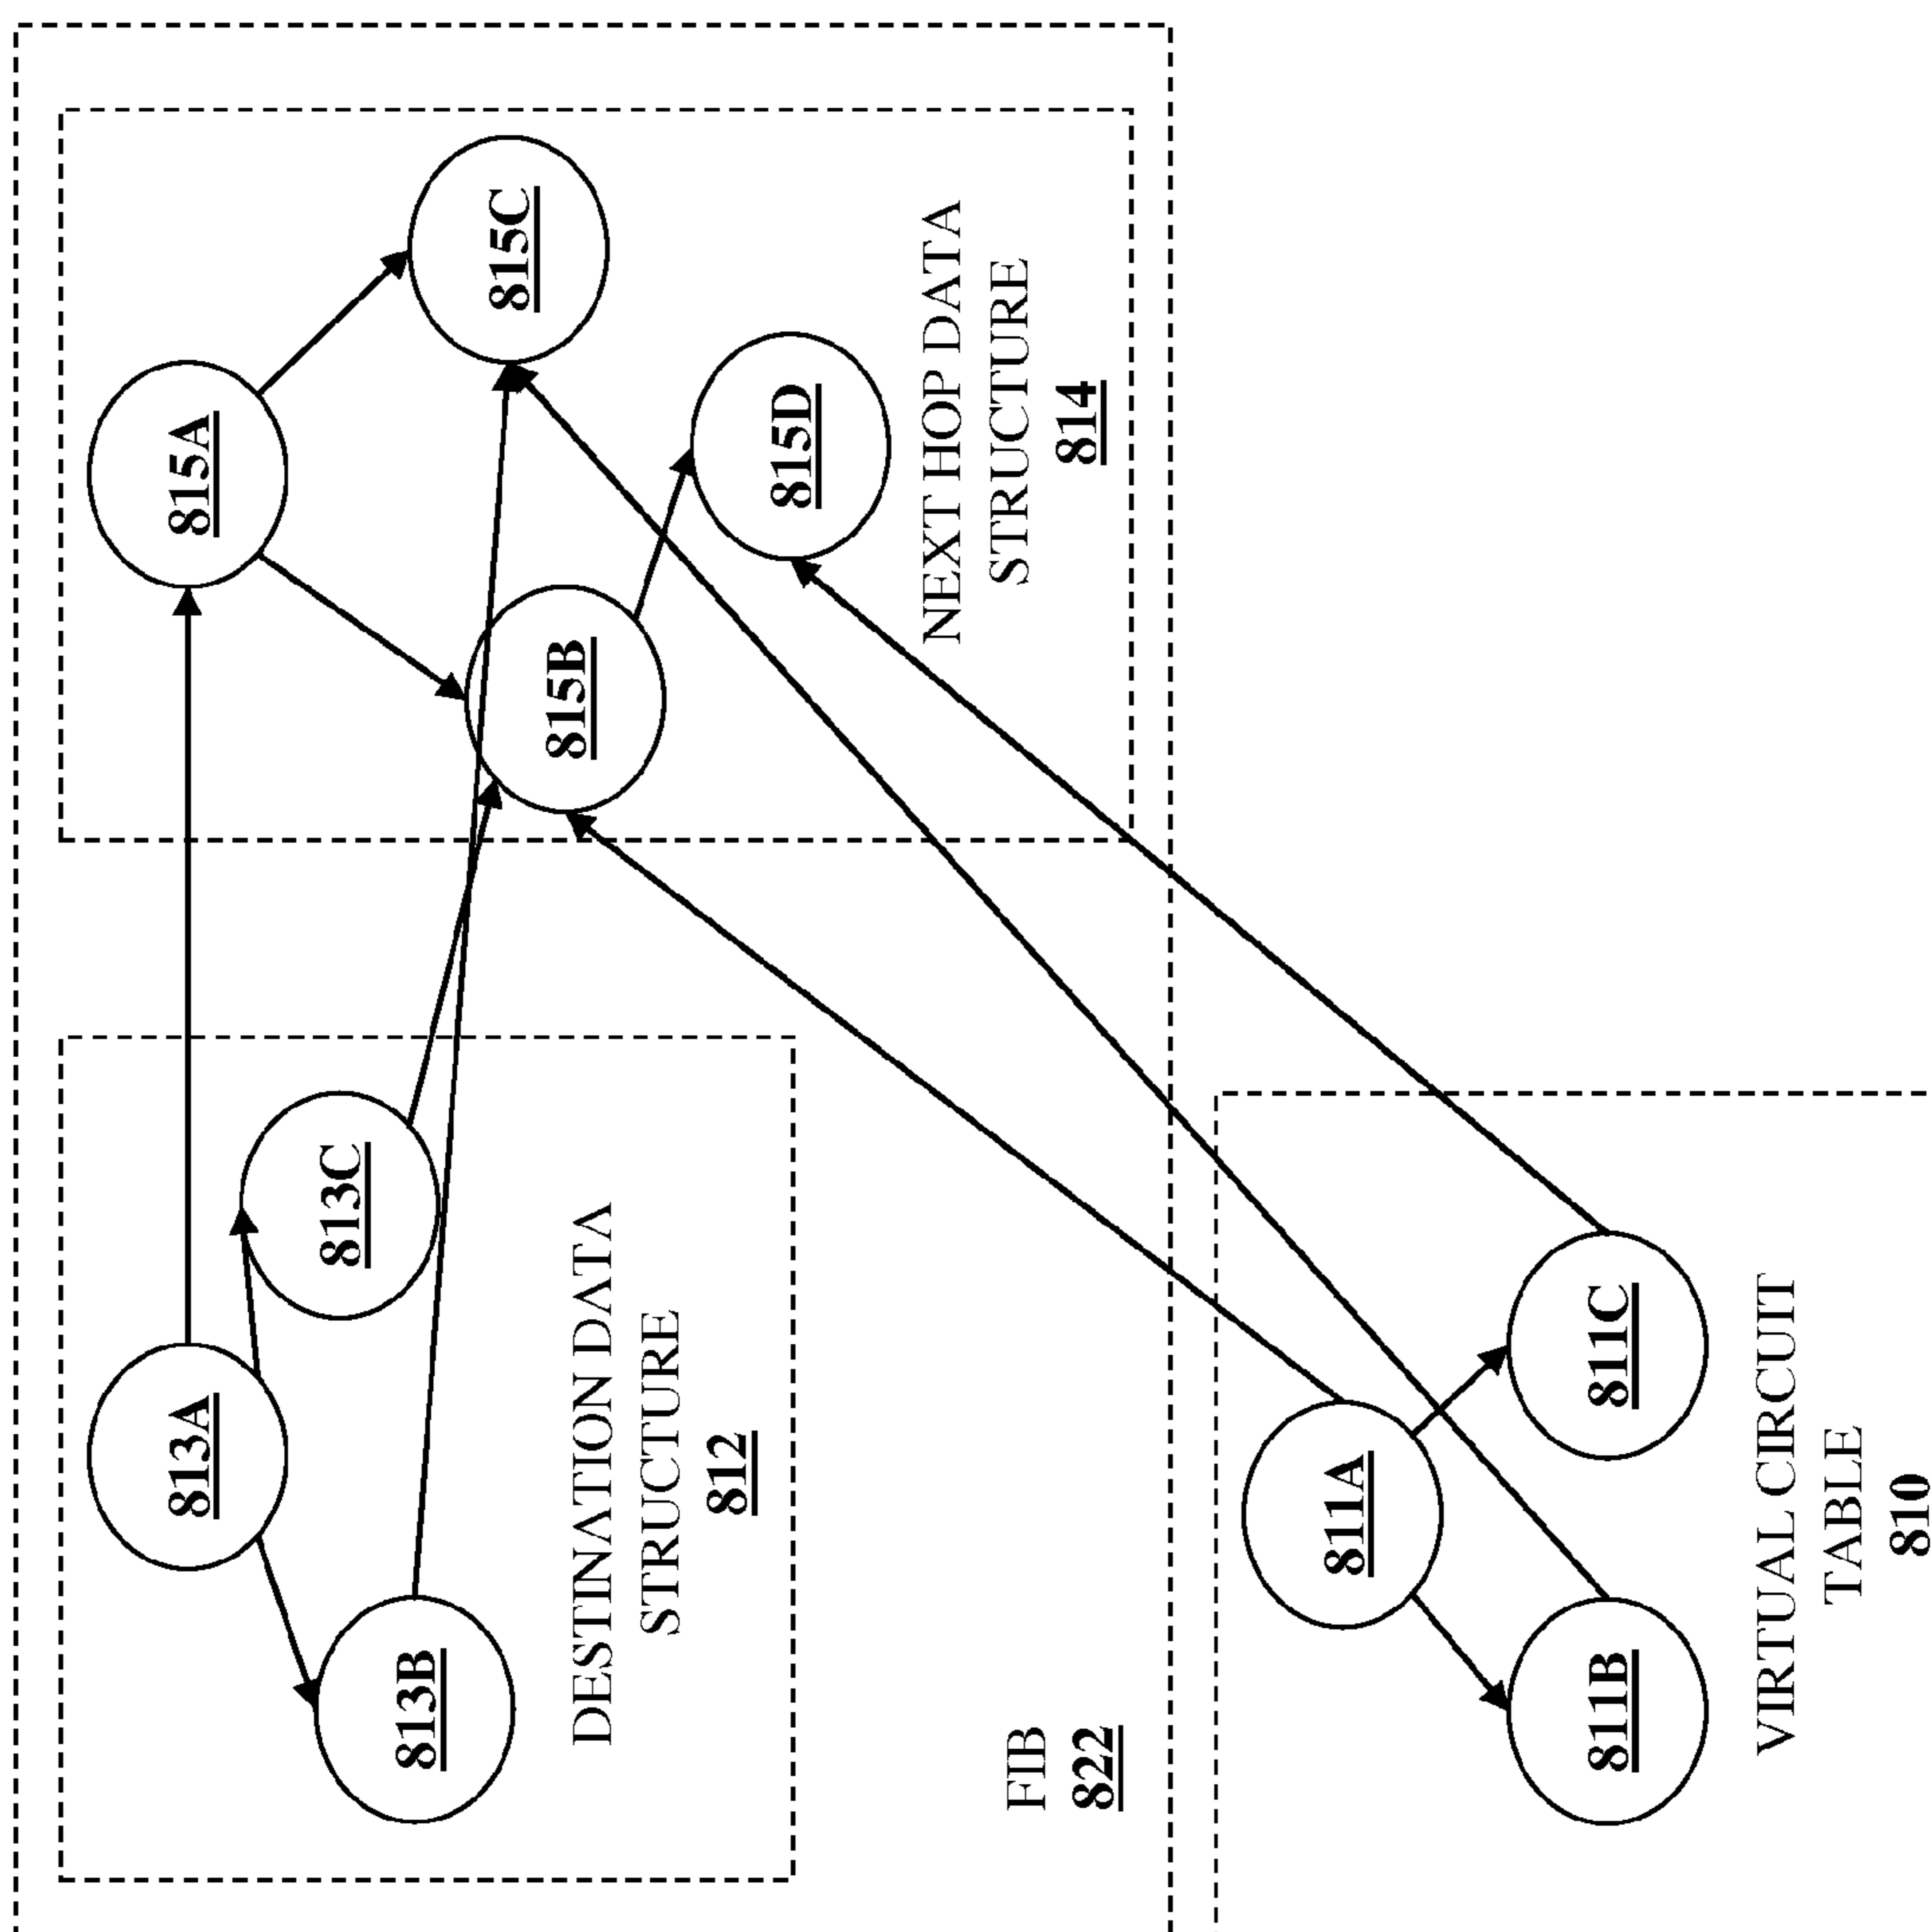 813A
813B
813C
DESTINATION DATA
STRUCTURE
812
815A
815B
815C
815D
NEXT HOP DATA
STRUCTURE
814
FIB
822
811A
811B
811C
VIRTUAL CIRCUIT
TABLE
810